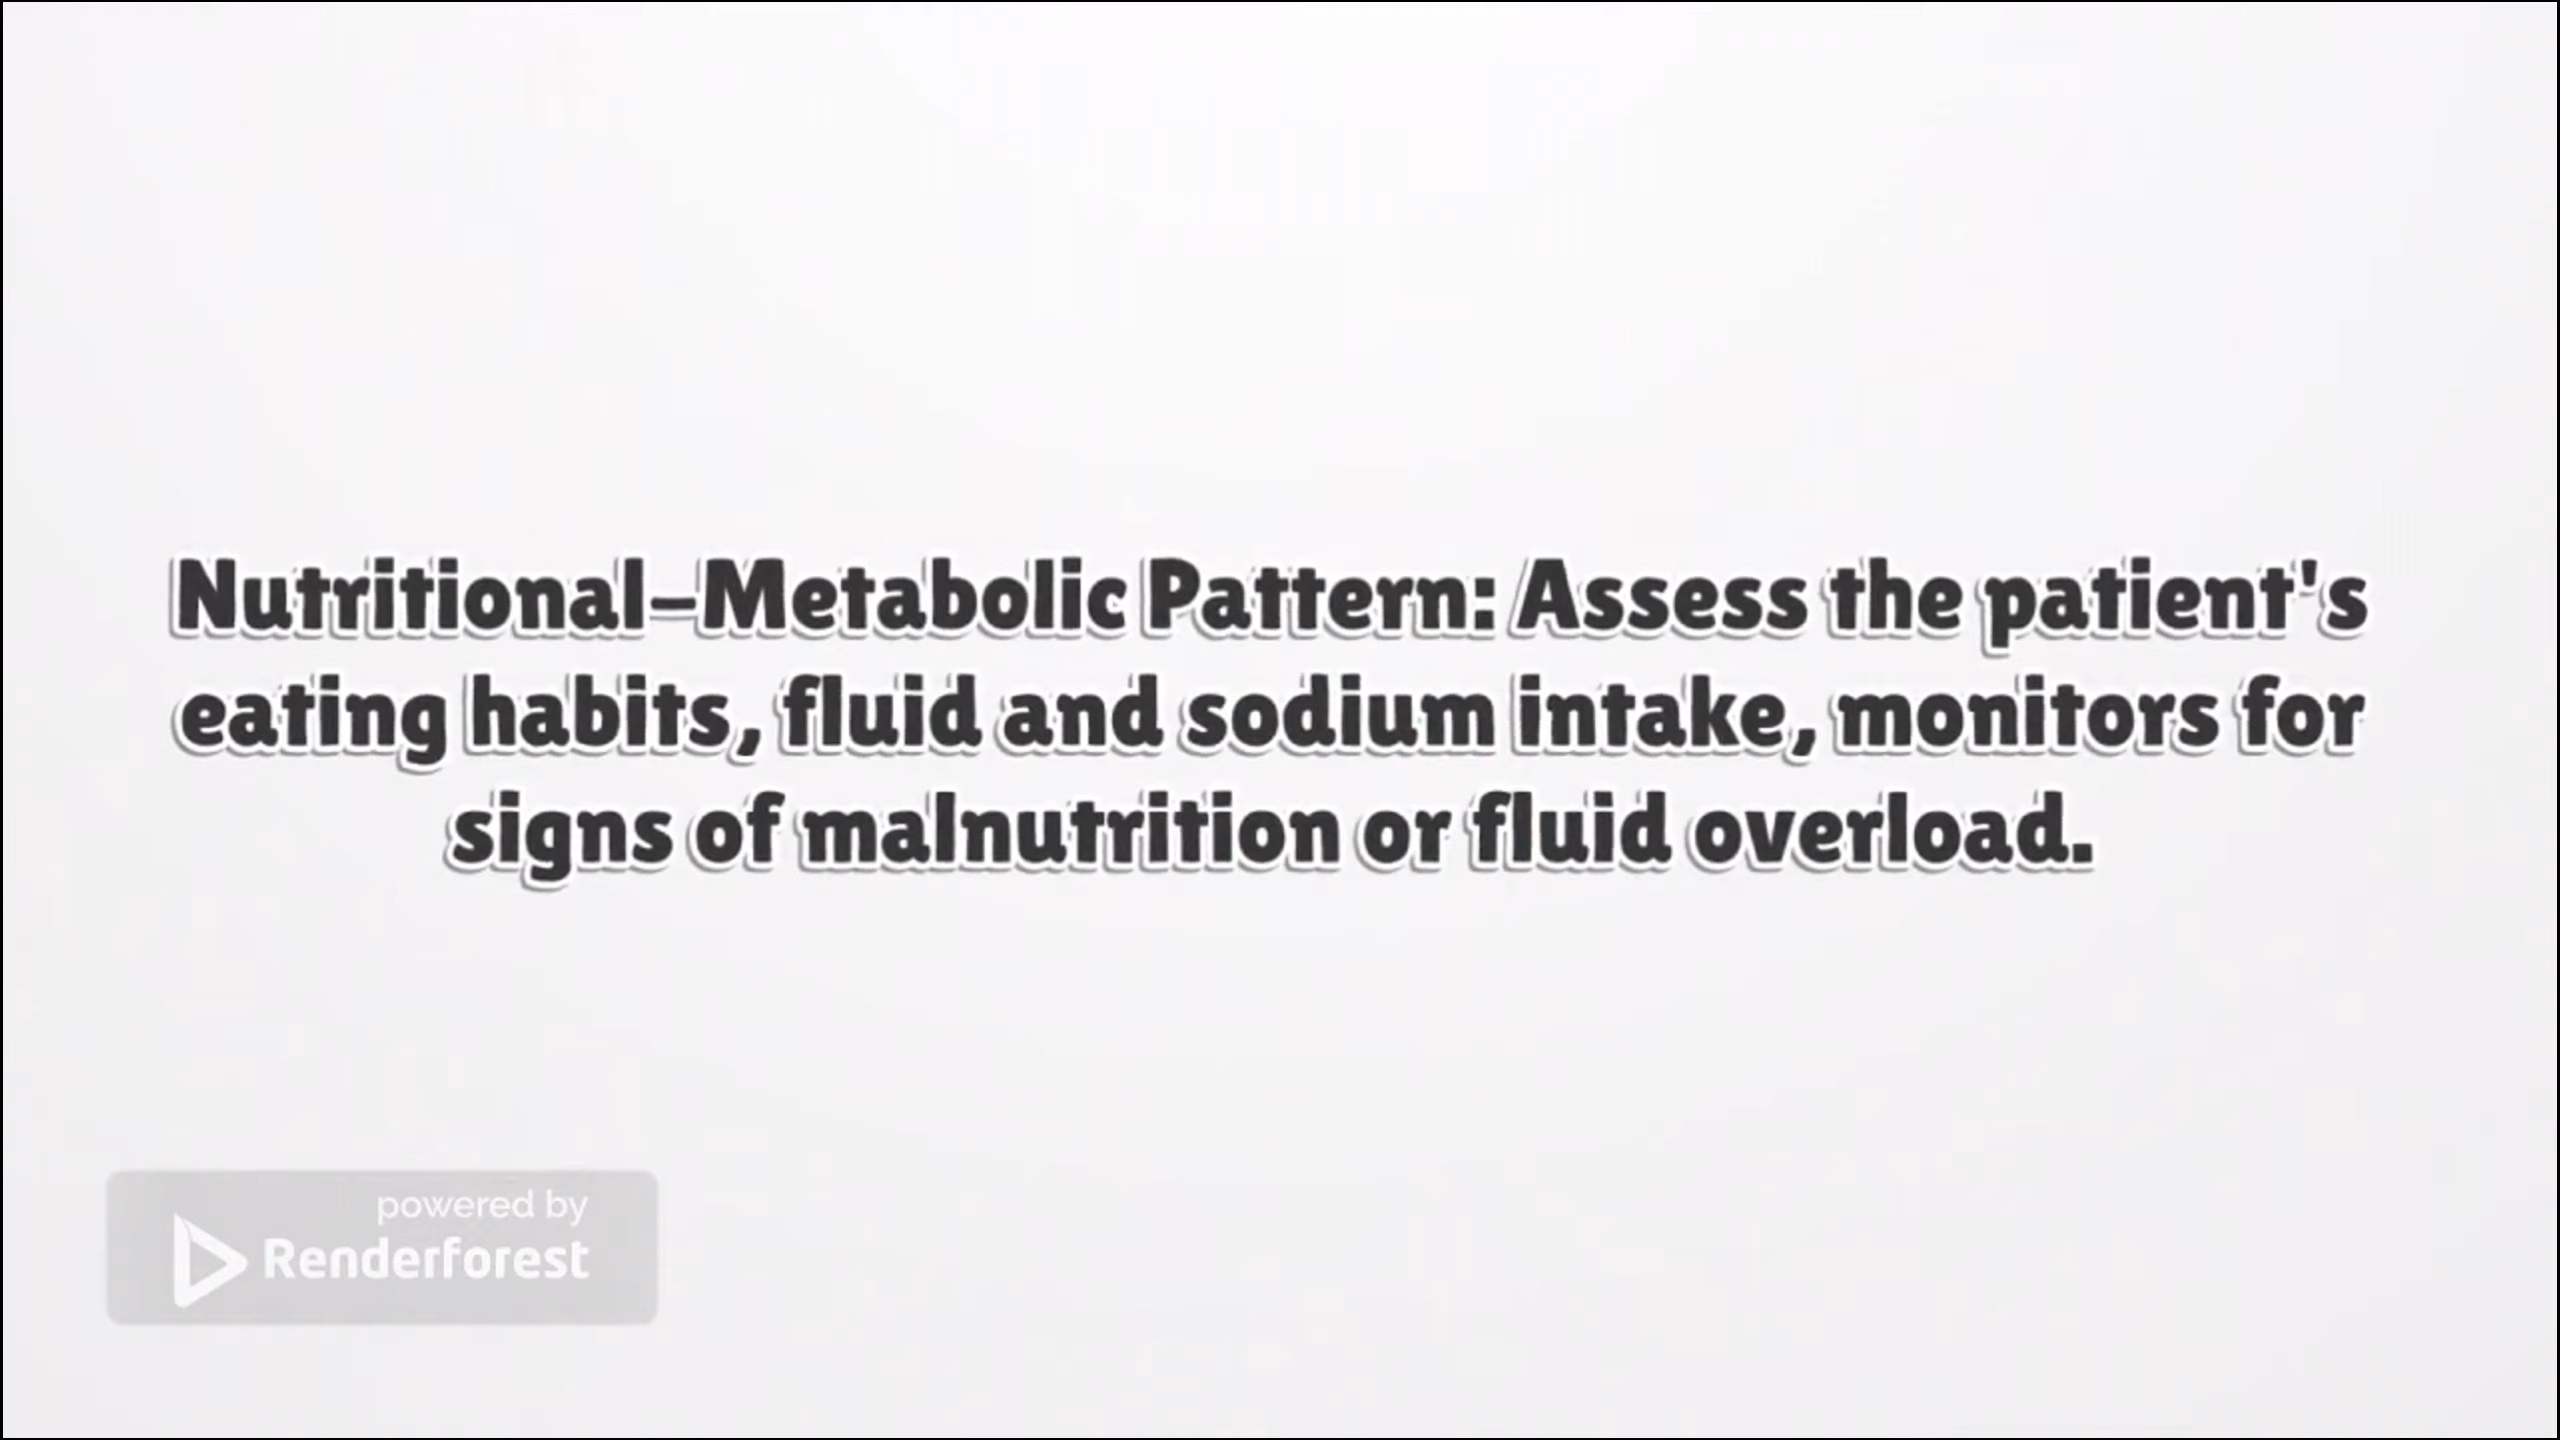 Nutritional–Metabolic Pattern: Assess the patient's
eating habits, fluid and sodium intake, monitors for
signs of malnutrition or fluid overload.
powered by
Renderforest